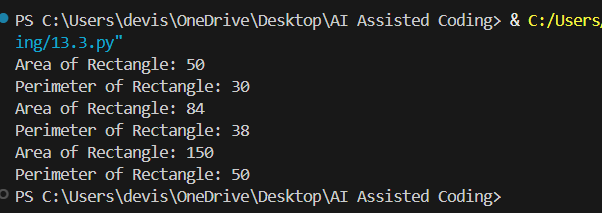 PS C:\Users\devis\OneDrive\Desktop\AI Assisted Coding> & C:/Users/
ing/13.3.py"
Area of Rectangle: 50
Perimeter of Rectangle: 30
Area of Rectangle: 84
Perimeter of Rectangle: 38
Area of Rectangle: 150
Perimeter of Rectangle: 50
PS C:\Users\devis\OneDrive\Desktop\AI Assisted Coding>